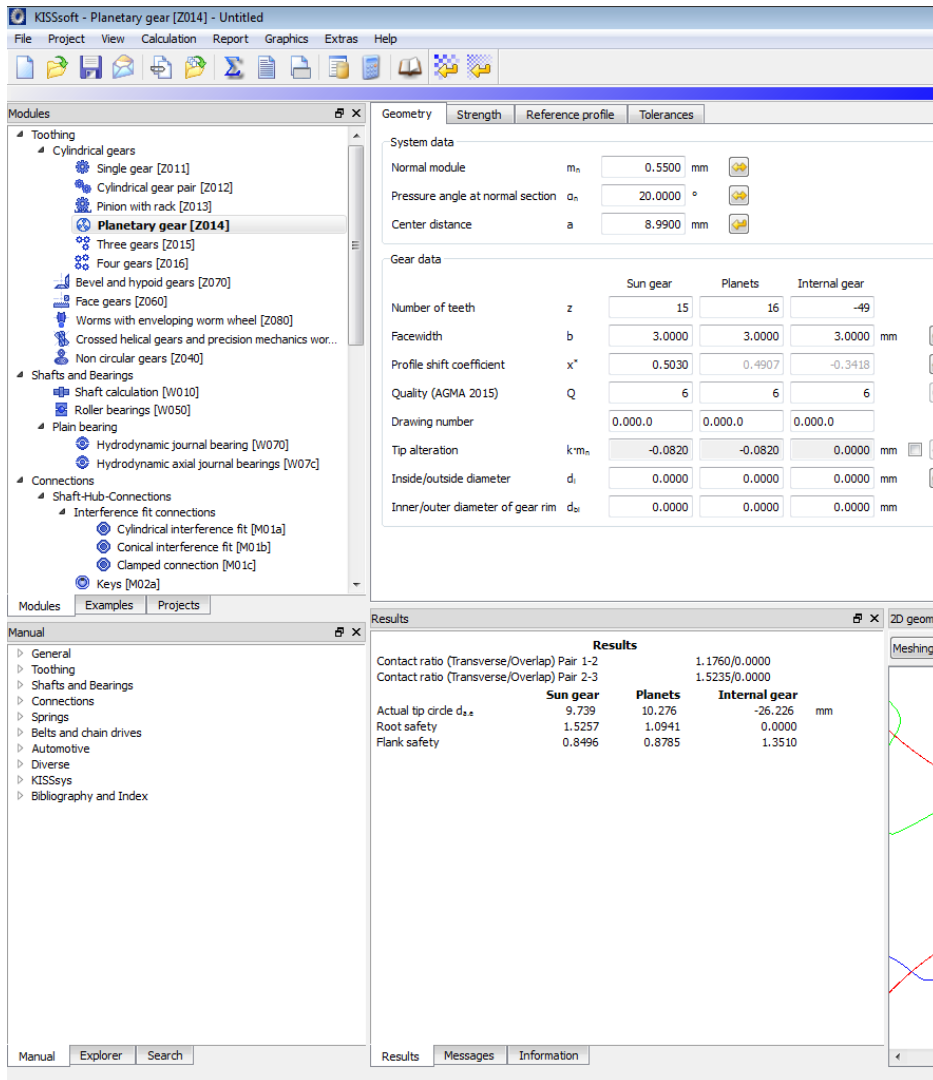 KISSsoft - Planetary gear [Z014] - Untitled
File Project View Calculation Report Graphics Extras Help
Modules
Toothing
Cylindrical gears
Single gear [Z011]
Cylindrical gear pair [Z012]
Pinion with rack [Z013]
Planetary gear [Z014]
Three gears [Z015]
Four gears [Z016]
Bevel and hypoid gears [Z070]
Face gears [Z060]
Worms with enveloping worm wheel [Z080]
Crossed helical gears and precision mechanics wor...
Non circular gears [Z040]
Shafts and Bearings
Shaft calculation [W010]
Roller bearings [W050]
Plain bearing
Hydrodynamic journal bearing [W070]
Hydrodynamic axial journal bearings [W07c]
Connections
Shaft-Hub-Connections
Interference fit connections
Cylindrical interference fit [M01a]
Conical interference fit [M01b]
Clamped connection [M01c]
Keys [M02a]
Modules Examples Projects
Geometry Strength Reference profile Tolerances
System data
Normal module mn 0.5500 mm
Pressure angle at normal section αn 20.0000 °
Center distance a 8.9900 mm
Gear data
Sun gear Planets Internal gear
Number of teeth z 15 16 -49
Facewidth b 3.0000 3.0000 3.0000 mm
Profile shift coefficient x* 0.5030 0.4907 -0.3418
Quality (AGMA 2015) Q 6 6 6
Drawing number 0.000.0 0.000.0 0.000.0
Tip alteration k·mn -0.0820 -0.0820 0.0000 mm
Inside/outside diameter di 0.0000 0.0000 0.0000 mm
Inner/outer diameter of gear rim dbi 0.0000 0.0000 0.0000 mm
Manual
General
Toothing
Shafts and Bearings
Connections
Springs
Belts and chain drives
Automotive
Diverse
KISSsys
Bibliography and Index
Manual Explorer Search
Results
Results
Contact ratio (Transverse/Overlap) Pair 1-2 1.1760/0.0000
Contact ratio (Transverse/Overlap) Pair 2-3 1.5235/0.0000
Sun gear Planets Internal gear
Actual tip circle da.e 9.739 10.276 -26.226 mm
Root safety 1.5257 1.0941 0.0000
Flank safety 0.8496 0.8785 1.3510
Results Messages Information
2D geom
Meshing